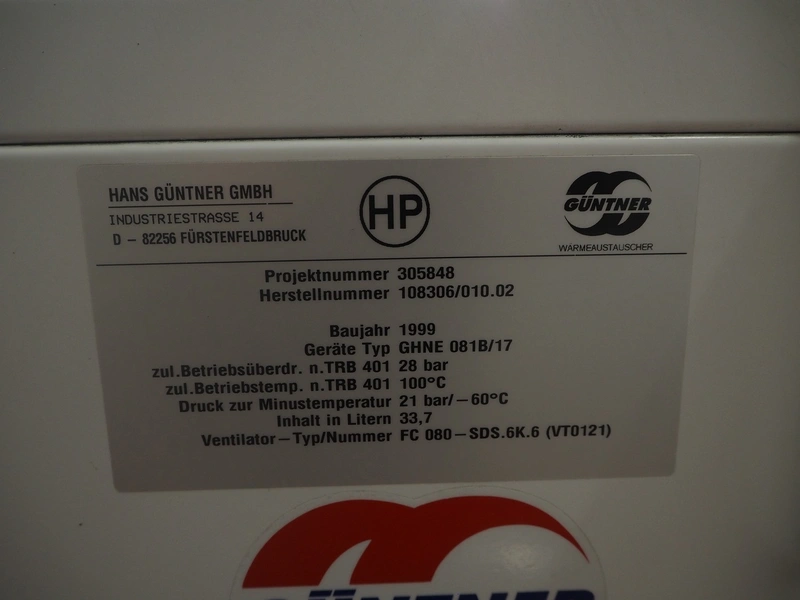 HANS GÜNTNER GMBH
INDUSTRIESTRASSE 14
D – 82256 FÜRSTENFELDBRUCK
HP
GÜNTNER
WÄRMEAUSTAUSCHER
Projektnummer 305848
Herstellnummer 108306/010.02
Baujahr 1999
Geräte Typ GHNE 081B/17
zul.Betriebsüberdr. n.TRB 401 28 bar
zul.Betriebstemp. n.TRB 401 100°C
Druck zur Minustemperatur 21 bar/–60°C
Inhalt in Litern 33,7
Ventilator–Typ/Nummer FC 080–SDS.6K.6 (VT0121)
GÜNTNER